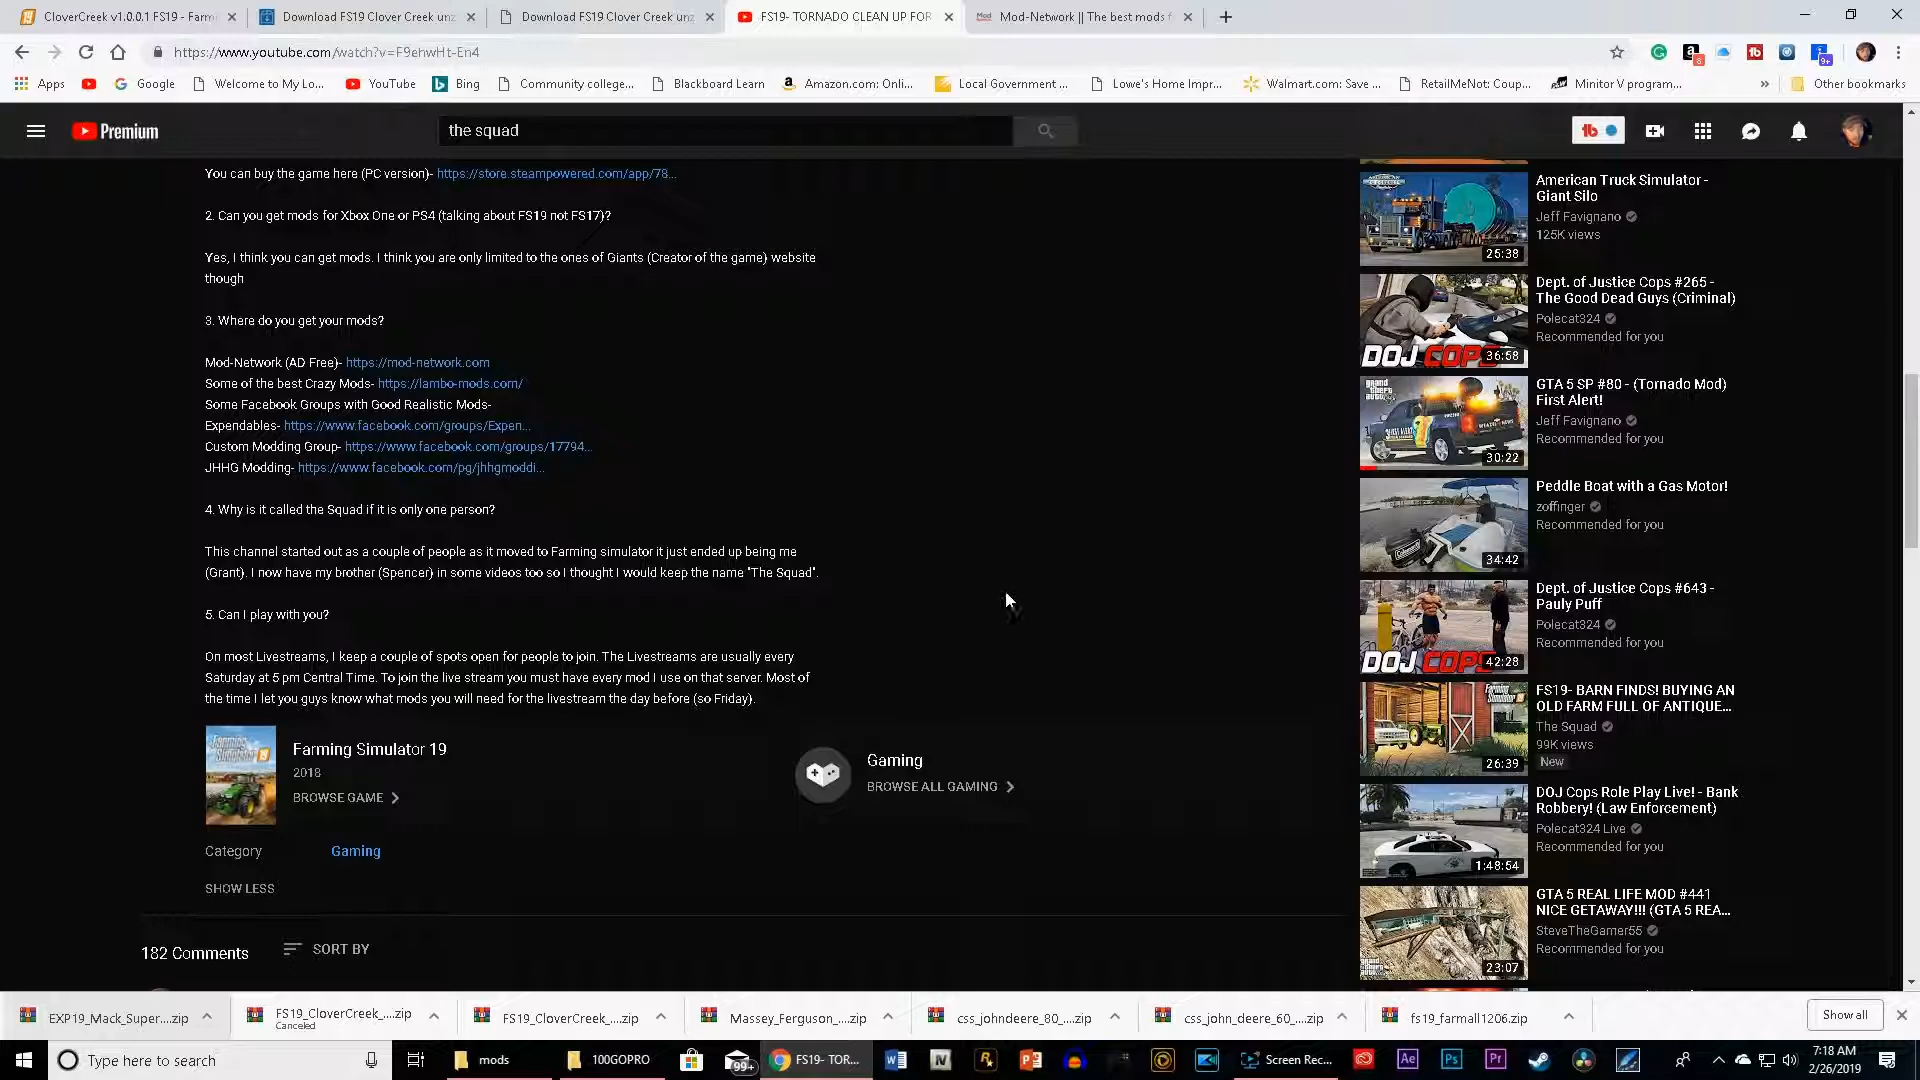 CloverCreek v1.0.0.1 FS19 - Farm
Download FS19 Clover Creek unz
Download FS19 Clover Creek unz
FS19- TORNADO CLEAN UP FOR
Mod-Network || The best mods f
https://www.youtube.com/watch?v=F9ehwHt-En4
Apps
Google
Welcome to My Lo...
YouTube
Bing
Community college...
Blackboard Learn
Amazon.com: Onli...
Local Government ...
Lowe's Home Impr...
Walmart.com: Save ...
RetailMeNot: Coup...
Minitor V program...
Other bookmarks
Premium
the squad
You can buy the game here (PC version)- https://store.steampowered.com/app/78...
2. Can you get mods for Xbox One or PS4 (talking about FS19 not FS17)?
Yes, I think you can get mods. I think you are only limited to the ones of Giants (Creator of the game) website
though
3. Where do you get your mods?
Mod-Network (AD Free)- https://mod-network.com
Some of the best Crazy Mods- https://lambo-mods.com/
Some Facebook Groups with Good Realistic Mods-
Expendables- https://www.facebook.com/groups/Expen...
Custom Modding Group- https://www.facebook.com/groups/17794...
JHHG Modding- https://www.facebook.com/pg/jhhgmoddi...
4. Why is it called the Squad if it is only one person?
This channel started out as a couple of people as it moved to Farming simulator it just ended up being me
(Grant). I now have my brother (Spencer) in some videos too so I thought I would keep the name "The Squad".
5. Can I play with you?
On most Livestreams, I keep a couple of spots open for people to join. The Livestreams are usually every
Saturday at 5 pm Central Time. To join the live stream you must have every mod I use on that server. Most of
the time I let you guys know what mods you will need for the livestream the day before (so Friday).
Farming Simulator 19
2018
BROWSE GAME
Gaming
BROWSE ALL GAMING
Category
Gaming
SHOW LESS
182 Comments
SORT BY
American Truck Simulator -
Giant Silo
Jeff Favignano
125K views
25:38
Dept. of Justice Cops #265 -
The Good Dead Guys (Criminal)
Polecat324
Recommended for you
DOJ COPS
36:58
GTA 5 SP #80 - (Tornado Mod)
First Alert!
Jeff Favignano
Recommended for you
30:22
Peddle Boat with a Gas Motor!
zoffinger
Recommended for you
34:42
Dept. of Justice Cops #643 -
Pauly Puff
Polecat324
Recommended for you
DOJ COPS
42:28
FS19- BARN FINDS! BUYING AN
OLD FARM FULL OF ANTIQUE...
The Squad
99K views
New
26:39
DOJ Cops Role Play Live! - Bank
Robbery! (Law Enforcement)
Polecat324 Live
Recommended for you
1:48:54
GTA 5 REAL LIFE MOD #441
NICE GETAWAY!!! (GTA 5 REA...
SteveTheGamer55
Recommended for you
23:07
EXP19_Mack_Super....zip
FS19_CloverCreek_....zip
Canceled
FS19_CloverCreek_....zip
Massey_Ferguson_....zip
css_johndeere_80_....zip
css_john_deere_60_....zip
fs19_farmall1206.zip
Show all
Type here to search
mods
100GOPRO
99+
FS19- TOR...
Screen Rec...
7:18 AM
2/26/2019